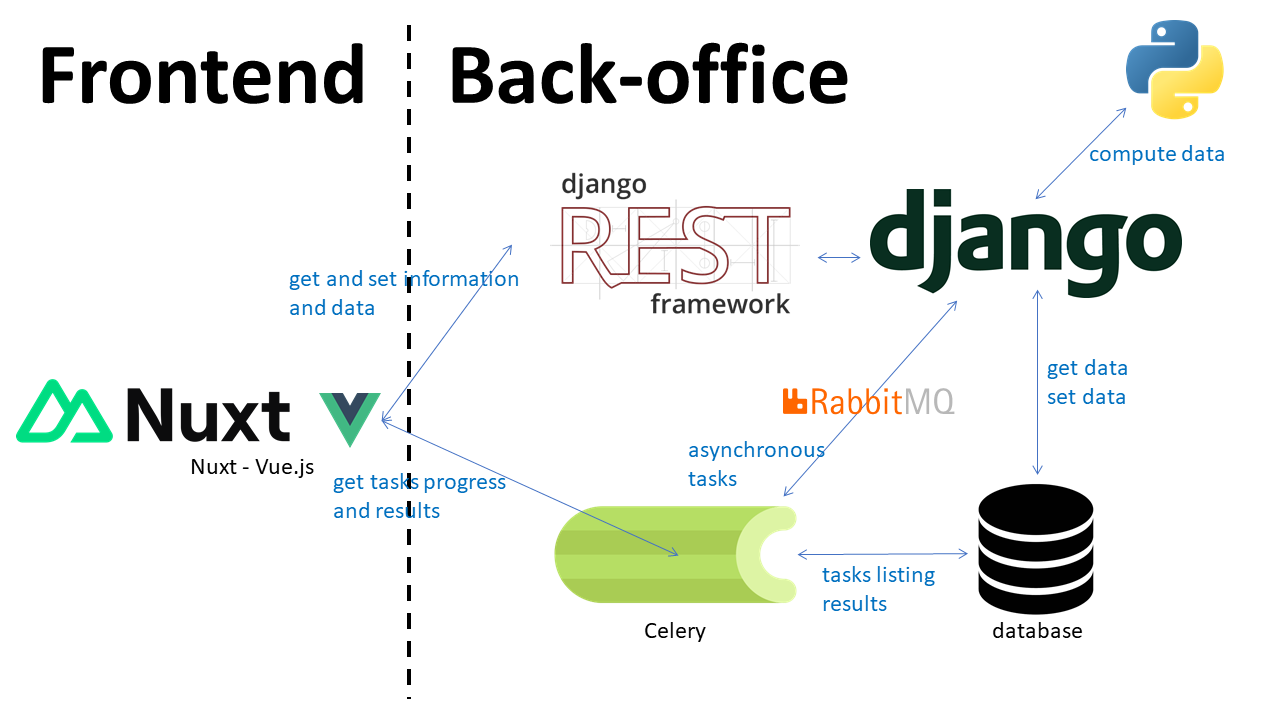 Frontend
Back-office
compute data
django
REST
framework
django
get and set information
and data
Nuxt
Nuxt - Vue.js
RabbitMQ
get data
set data
asynchronous
tasks
get tasks progress
and results
tasks listing
results
Celery
database